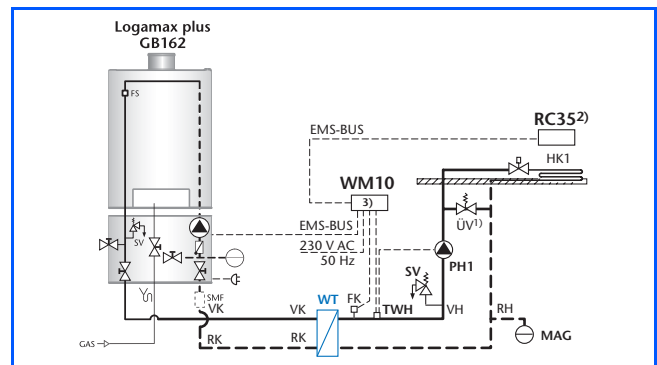 Logamax plus
GB162
FS
EMS-BUS
RC35²⁾
HK1
WM10
3)
ÜV¹⁾
EMS-BUS
230 V AC
50 Hz
PH1
SV
SV
SMF
VK
VK
WT
FK
TWH
VH
RH
GAS
RK
RK
MAG